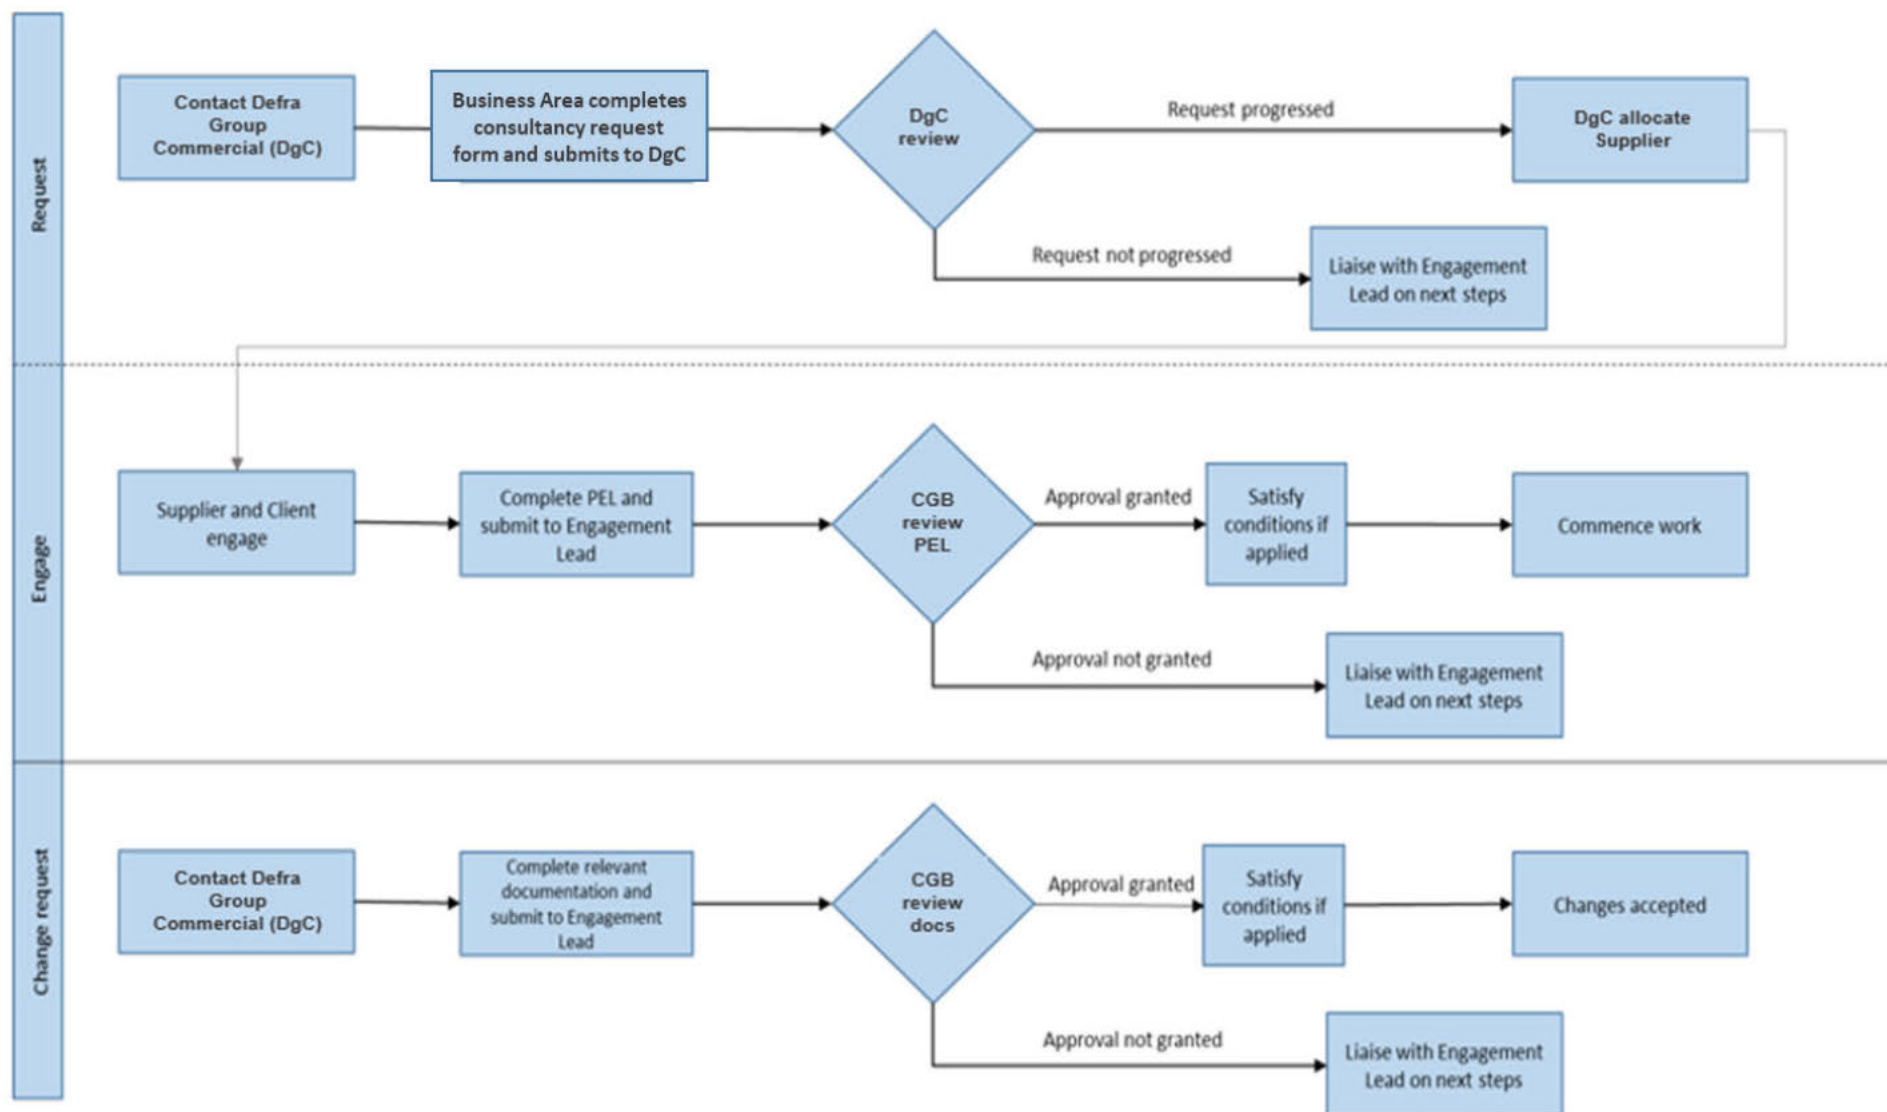 Request
Contact Defra
Group
Commercial (DgC)
Business Area completes
consultancy request
form and submits to DgC
DgC
review
Request progressed
DgC allocate
Supplier
Request not progressed
Liaise with Engagement
Lead on next steps
Engage
Supplier and Client
engage
Complete PEL and
submit to Engagement
Lead
CGB
review
PEL
Approval granted
Satisfy
conditions if
applied
Commence work
Approval not granted
Liaise with Engagement
Lead on next steps
Change request
Contact Defra
Group
Commercial (DgC)
Complete relevant
documentation and
submit to Engagement
Lead
CGB
review
docs
Approval granted
Satisfy
conditions if
applied
Changes accepted
Approval not granted
Liaise with Engagement
Lead on next steps